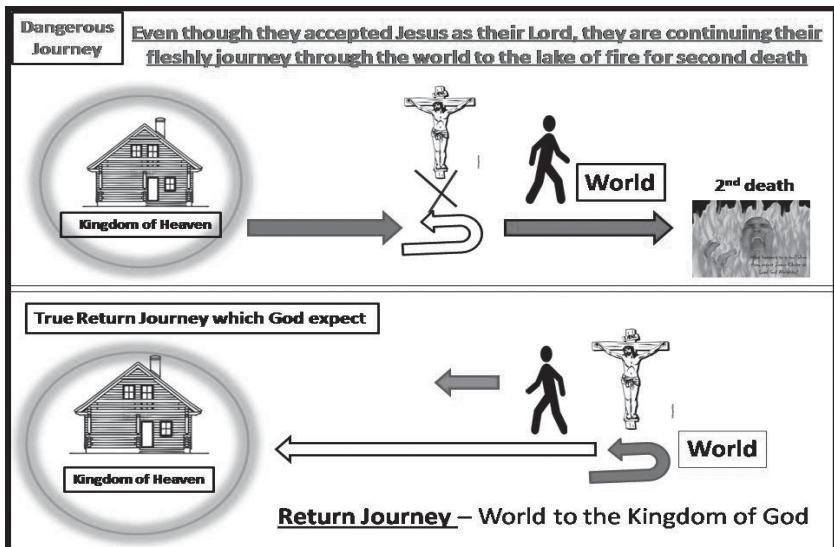 Dangerous
Journey
Even though they accepted Jesus as their Lord, they are continuing their
fleshly journey through the world to the lake of fire for second death
World
2nd death
Kingdom of Heaven
True Return Journey which God expect
World
Kingdom of Heaven
Return Journey – World to the Kingdom of God